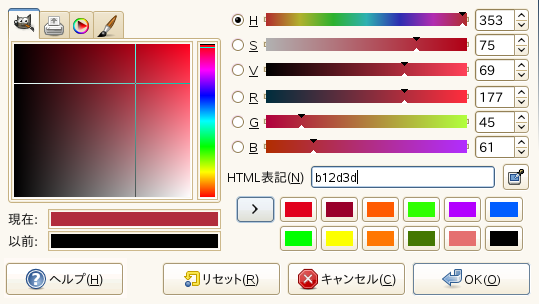 H 353
S 75
V 69
R 177
G 45
B 61
HTML表記(N) b12d3d
現在:
以前:
ヘルプ(H) リセット(R) キャンセル(C) OK(O)